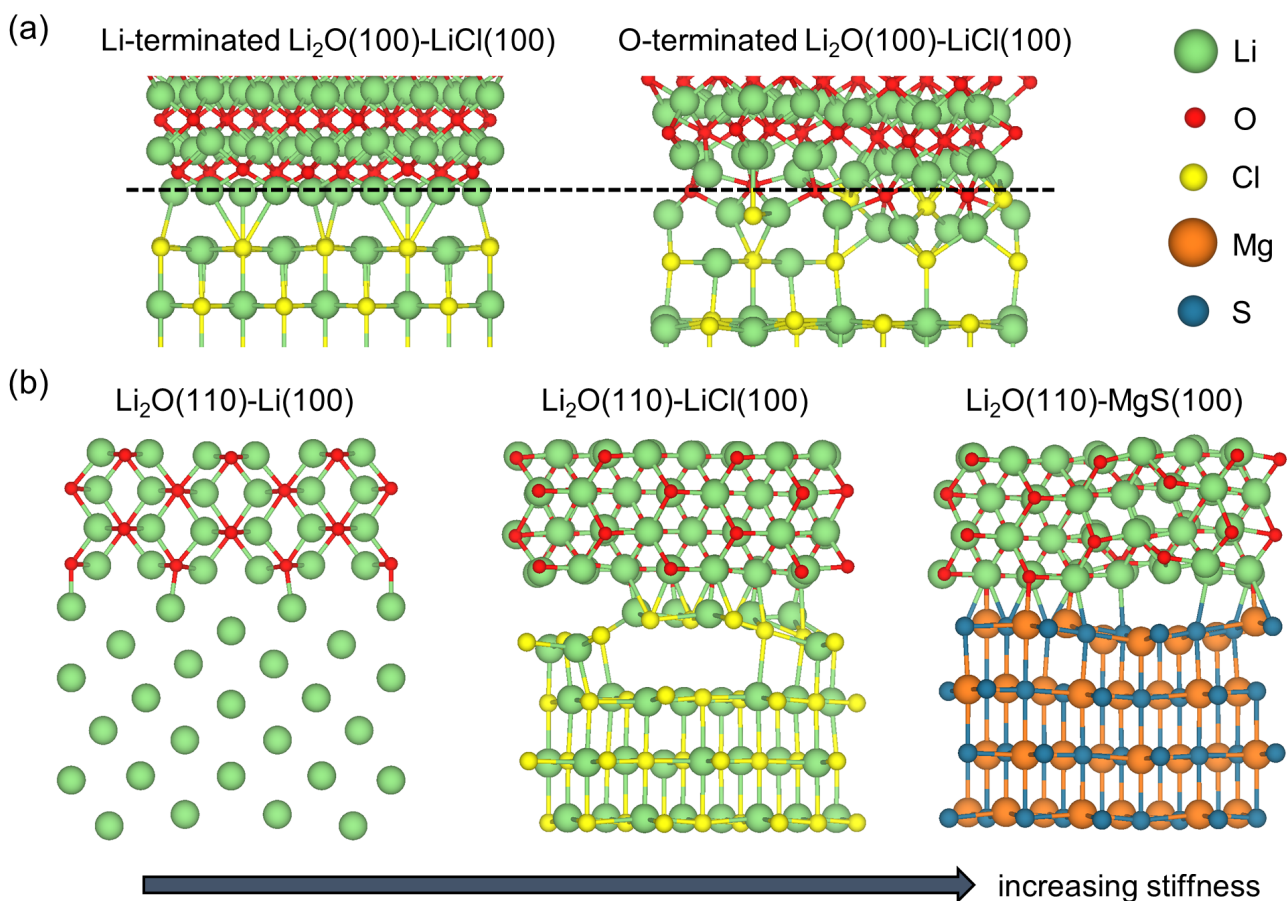 (a)
Li-terminated Li₂O(100)-LiCl(100)
O-terminated Li₂O(100)-LiCl(100)
Li
O
Cl
Mg
S
(b)
Li₂O(110)-Li(100)
Li₂O(110)-LiCl(100)
Li₂O(110)-MgS(100)
increasing stiffness